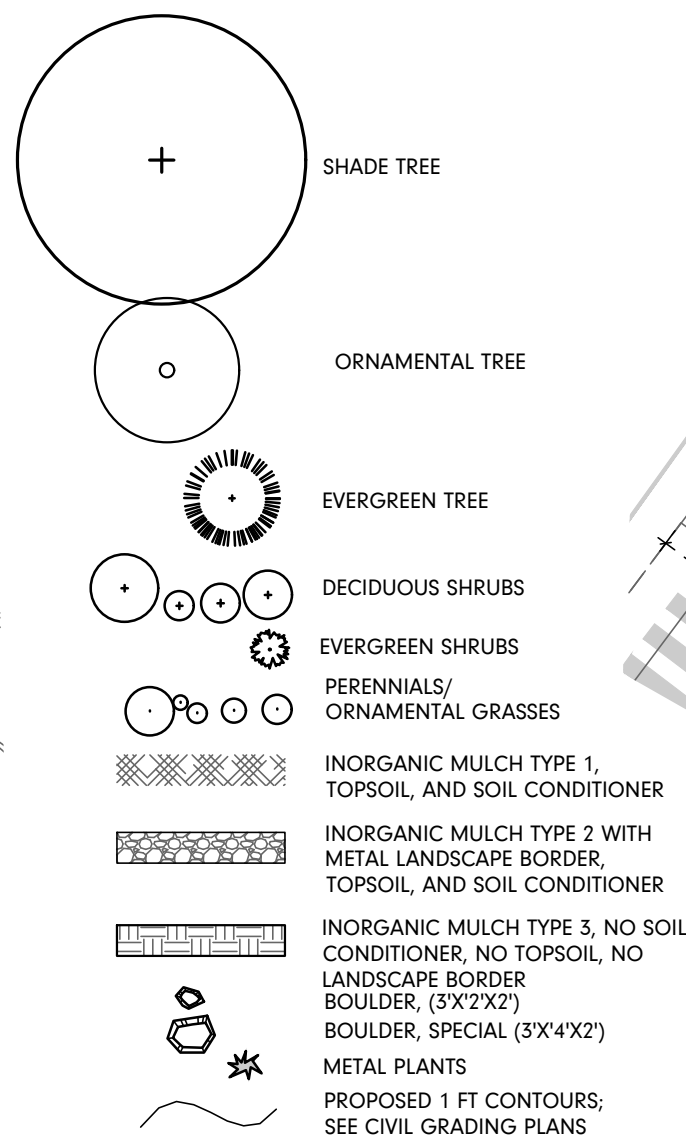 SHADE TREE
ORNAMENTAL TREE
EVERGREEN TREE
DECIDUOUS SHRUBS
EVERGREEN SHRUBS
PERENNIALS/
ORNAMENTAL GRASSES
INORGANIC MULCH TYPE 1,
TOPSOIL, AND SOIL CONDITIONER
INORGANIC MULCH TYPE 2 WITH
METAL LANDSCAPE BORDER,
TOPSOIL, AND SOIL CONDITIONER
INORGANIC MULCH TYPE 3, NO SOIL
CONDITIONER, NO TOPSOIL, NO
LANDSCAPE BORDER
BOULDER, (3'X'2'X2')
BOULDER, SPECIAL (3'X'4'X2')
METAL PLANTS
PROPOSED 1 FT CONTOURS;
SEE CIVIL GRADING PLANS